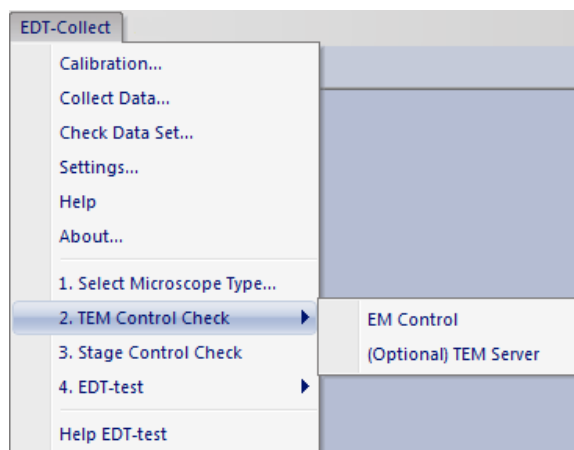 EDT-Collect
Calibration...
Collect Data...
Check Data Set...
Settings...
Help
About...
1. Select Microscope Type...
2. TEM Control Check
EM Control
3. Stage Control Check
(Optional) TEM Server
4. EDT-test
Help EDT-test